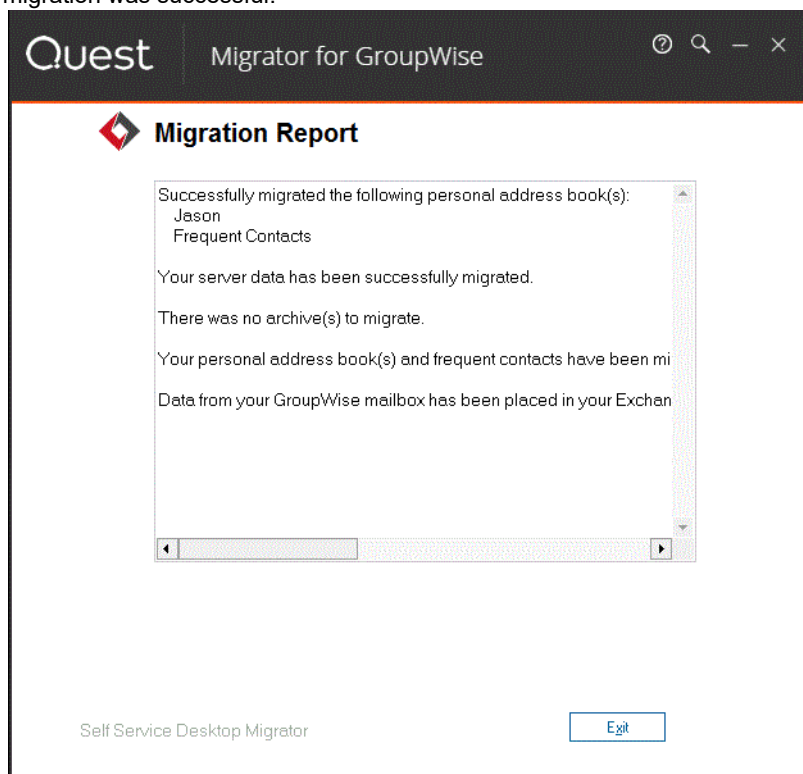 migration was successful.
Quest Migrator for GroupWise
Migration Report
Successfully migrated the following personal address book(s):
Jason
Frequent Contacts
Your server data has been successfully migrated.
There was no archive(s) to migrate.
Your personal address book(s) and frequent contacts have been mi
Data from your GroupWise mailbox has been placed in your Exchan
Self Service Desktop Migrator
Exit